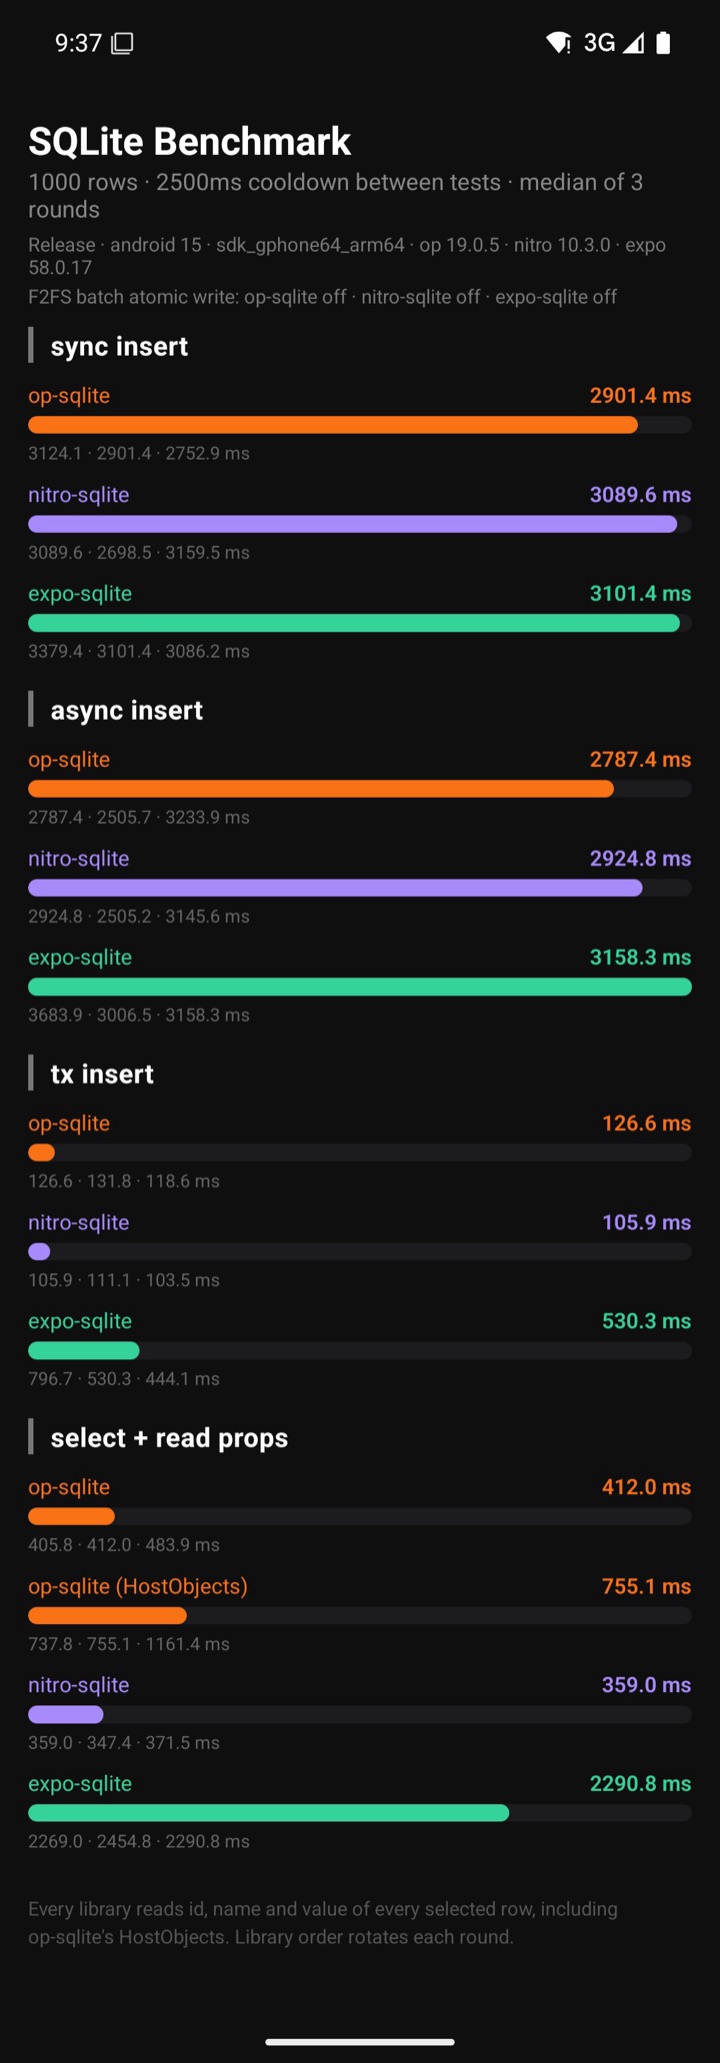 9:37
3G
SQLite Benchmark
1000 rows · 2500ms cooldown between tests · median of 3
rounds
Release · android 15 · sdk_gphone64_arm64 · op 19.0.5 · nitro 10.3.0 · expo
58.0.17
F2FS batch atomic write: op-sqlite off · nitro-sqlite off · expo-sqlite off
sync insert
op-sqlite 2901.4 ms
3124.1 · 2901.4 · 2752.9 ms
nitro-sqlite 3089.6 ms
3089.6 · 2698.5 · 3159.5 ms
expo-sqlite 3101.4 ms
3379.4 · 3101.4 · 3086.2 ms
async insert
op-sqlite 2787.4 ms
2787.4 · 2505.7 · 3233.9 ms
nitro-sqlite 2924.8 ms
2924.8 · 2505.2 · 3145.6 ms
expo-sqlite 3158.3 ms
3683.9 · 3006.5 · 3158.3 ms
tx insert
op-sqlite 126.6 ms
126.6 · 131.8 · 118.6 ms
nitro-sqlite 105.9 ms
105.9 · 111.1 · 103.5 ms
expo-sqlite 530.3 ms
796.7 · 530.3 · 444.1 ms
select + read props
op-sqlite 412.0 ms
405.8 · 412.0 · 483.9 ms
op-sqlite (HostObjects) 755.1 ms
737.8 · 755.1 · 1161.4 ms
nitro-sqlite 359.0 ms
359.0 · 347.4 · 371.5 ms
expo-sqlite 2290.8 ms
2269.0 · 2454.8 · 2290.8 ms
Every library reads id, name and value of every selected row, including
op-sqlite's HostObjects. Library order rotates each round.